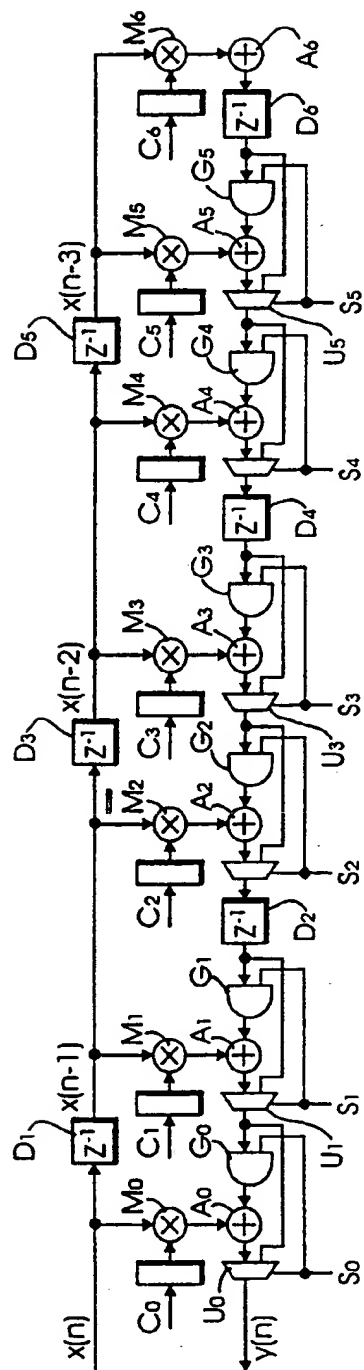 x(n)
D1
Z-1
x(n-1)
D3
Z-1
x(n-2)
D5
Z-1
x(n-3)
M0
M1
M2
M3
M4
M5
M6
C0
C1
C2
C3
C4
C5
C6
A0
G0
A1
G1
A2
G2
A3
G3
A4
G4
A5
G5
A6
U0
Z-1
Z-1
Z-1
y(n)
S0
U1
S1
D2
S2
U3
S3
D4
S4
U5
S5
D6